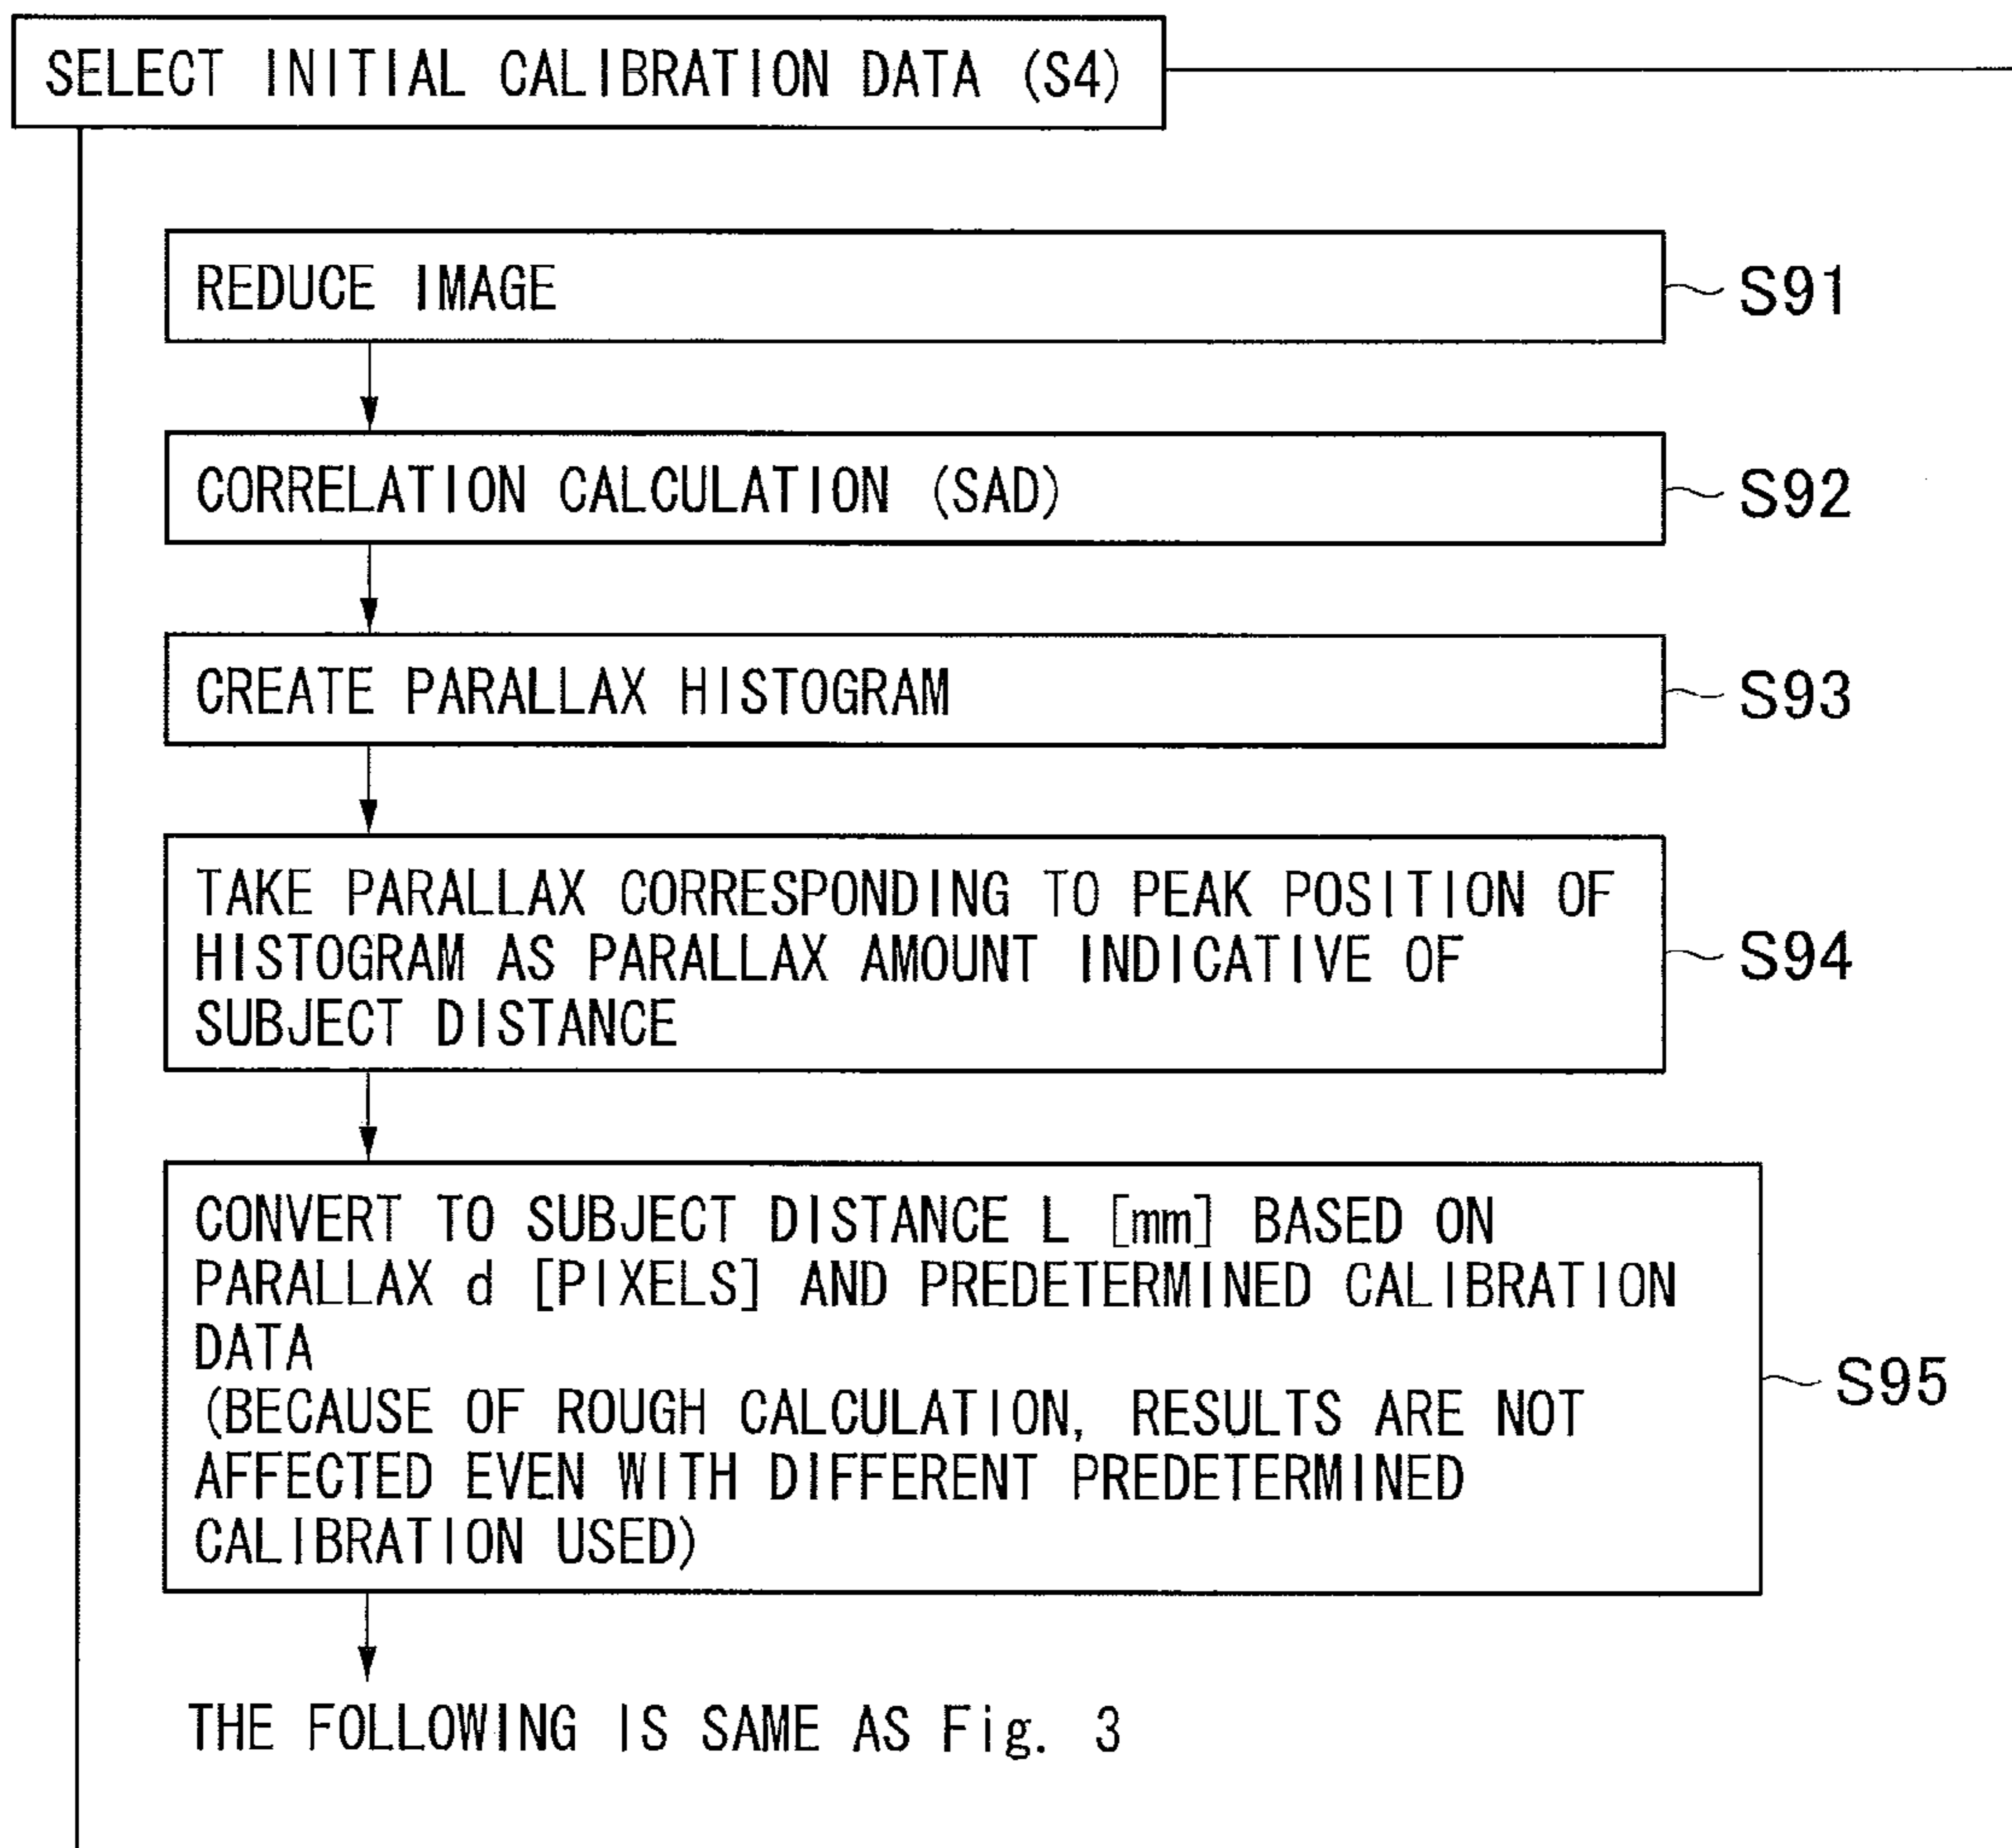 SELECT INITIAL CALIBRATION DATA (S4)
REDUCE IMAGE
S91
CORRELATION CALCULATION (SAD)
S92
CREATE PARALLAX HISTOGRAM
S93
TAKE PARALLAX CORRESPONDING TO PEAK POSITION OF
HISTOGRAM AS PARALLAX AMOUNT INDICATIVE OF
SUBJECT DISTANCE
S94
CONVERT TO SUBJECT DISTANCE L [mm] BASED ON
PARALLAX d [PIXELS] AND PREDETERMINED CALIBRATION
DATA
(BECAUSE OF ROUGH CALCULATION, RESULTS ARE NOT
AFFECTED EVEN WITH DIFFERENT PREDETERMINED
CALIBRATION USED)
S95
THE FOLLOWING IS SAME AS Fig. 3